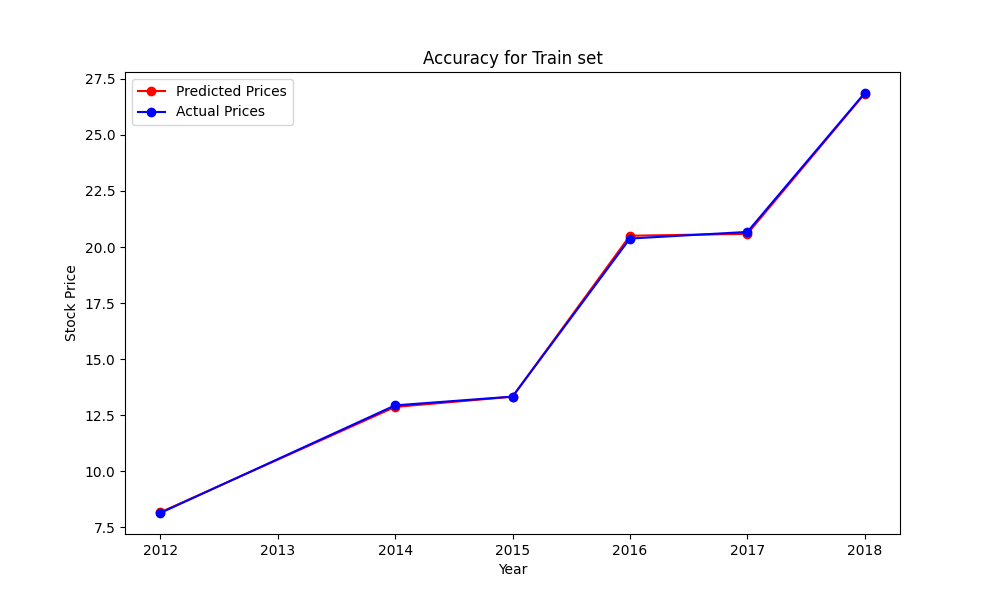 Accuracy for Train set
Predicted Prices
Actual Prices
27.5
25.0
22.5
20.0
17.5
15.0
12.5
10.0
7.5
Stock Price
2012 2013 2014 2015 2016 2017 2018
Year